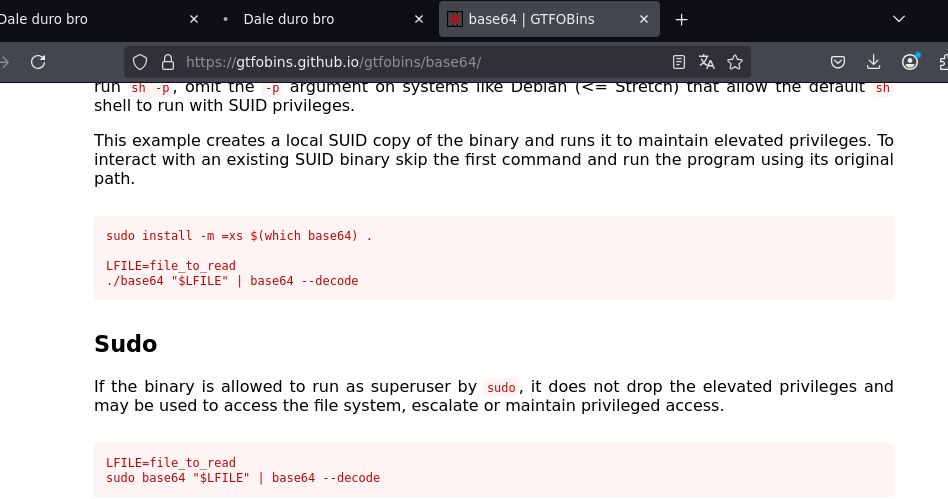 Dale duro bro
Dale duro bro
base64 | GTFOBins
https://gtfobins.github.io/gtfobins/base64/
run sh -p, omit the -p argument on systems like Debian (<= Stretch) that allow the default sh
shell to run with SUID privileges.
This example creates a local SUID copy of the binary and runs it to maintain elevated privileges. To
interact with an existing SUID binary skip the first command and run the program using its original
path.
sudo install -m =xs $(which base64) .
LFILE=file_to_read
./base64 "$LFILE" | base64 --decode
Sudo
If the binary is allowed to run as superuser by sudo, it does not drop the elevated privileges and
may be used to access the file system, escalate or maintain privileged access.
LFILE=file_to_read
sudo base64 "$LFILE" | base64 --decode